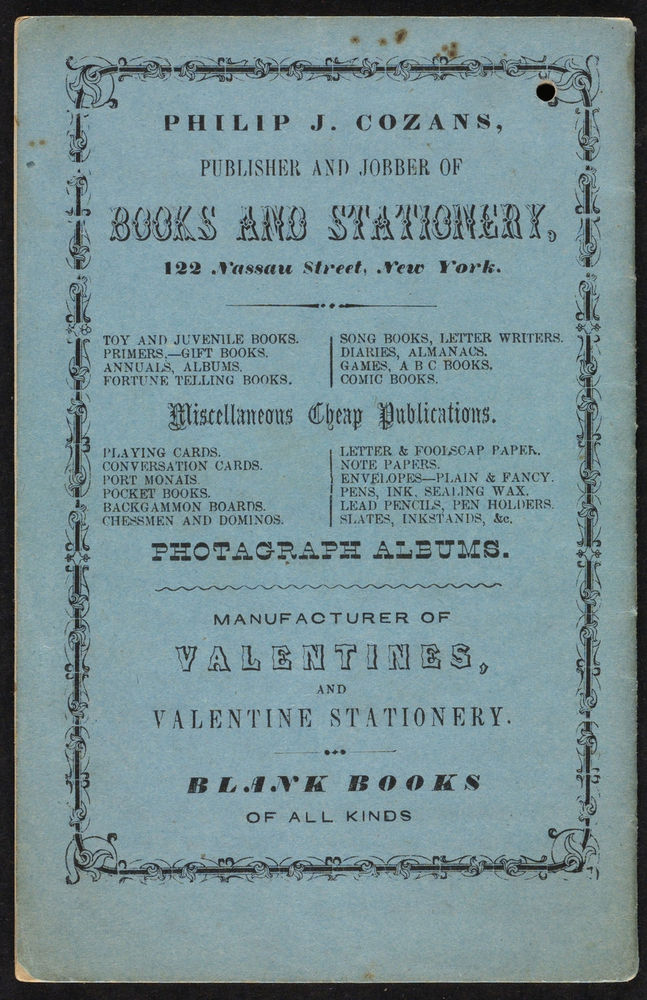 PHILIP J. COZANS,
PUBLISHER AND JOBBER OF
BOOKS AND STATIONERY,
122 Nassau Street, New York.
TOY AND JUVENILE BOOKS.
PRIMERS.—GIFT BOOKS.
ANNUALS, ALBUMS.
FORTUNE TELLING BOOKS.
SONG BOOKS, LETTER WRITERS.
DIARIES, ALMANACS.
GAMES, A B C BOOKS.
COMIC BOOKS.
Miscellaneous Cheap Publications.
PLAYING CARDS.
CONVERSATION CARDS.
PORT MONAIS.
POCKET BOOKS.
BACKGAMMON BOARDS.
CHESSMEN AND DOMINOS.
LETTER & FOOLSCAP PAPER.
NOTE PAPERS.
ENVELOPES—PLAIN & FANCY.
PENS, INK, SEALING WAX.
LEAD PENCILS, PEN HOLDERS.
SLATES, INKSTANDS, &c.
PHOTAGRAPH ALBUMS.
MANUFACTURER OF
VALENTINES,
AND
VALENTINE STATIONERY.
BLANK BOOKS
OF ALL KINDS